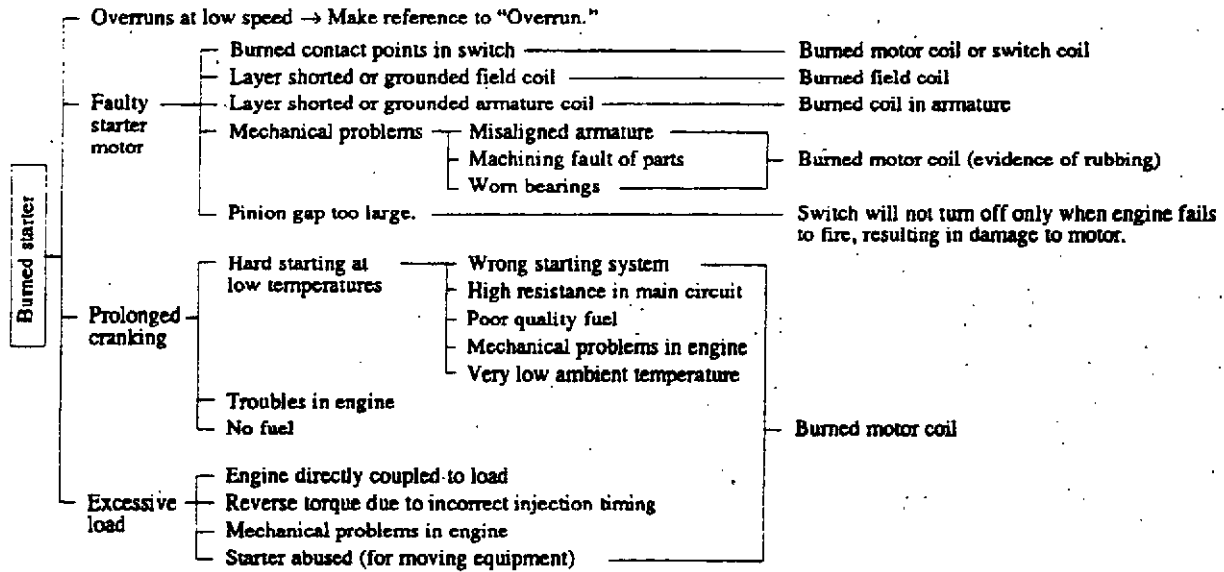 Overruns at low speed → Make reference to "Overrun."
Burned contact points in switch
Burned motor coil or switch coil
Layer shorted or grounded field coil
Burned field coil
Faulty
starter
motor
Layer shorted or grounded armature coil
Burned coil in armature
Mechanical problems
Misaligned armature
Machining fault of parts
Worn bearings
Burned motor coil (evidence of rubbing)
Pinion gap too large.
Switch will not turn off only when engine fails
to fire, resulting in damage to motor.
Burned starter
Hard starting at
low temperatures
Wrong starting system
High resistance in main circuit
Poor quality fuel
Mechanical problems in engine
Very low ambient temperature
Prolonged
cranking
Troubles in engine
No fuel
Burned motor coil
Engine directly coupled to load
Excessive
load
Reverse torque due to incorrect injection timing
Mechanical problems in engine
Starter abused (for moving equipment)